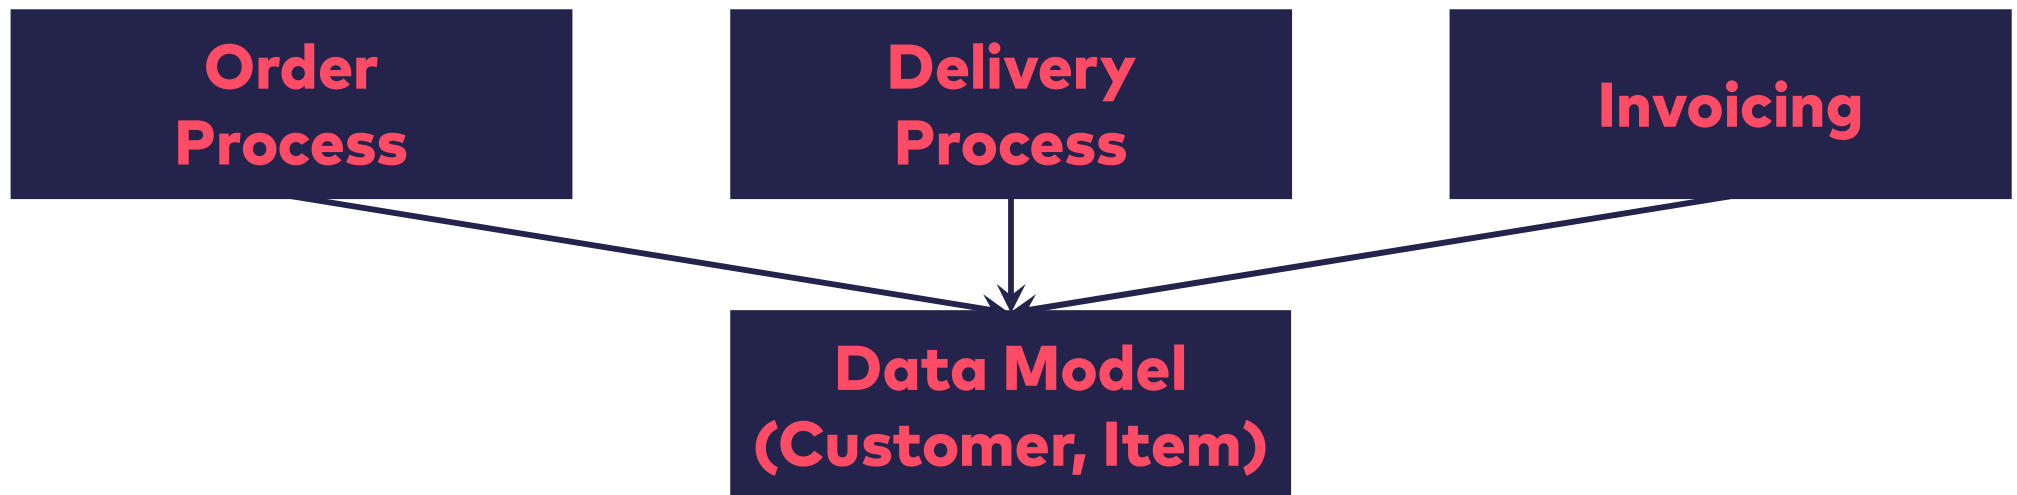 Order
Process
Delivery
Process
Invoicing
Data Model
(Customer, Item)